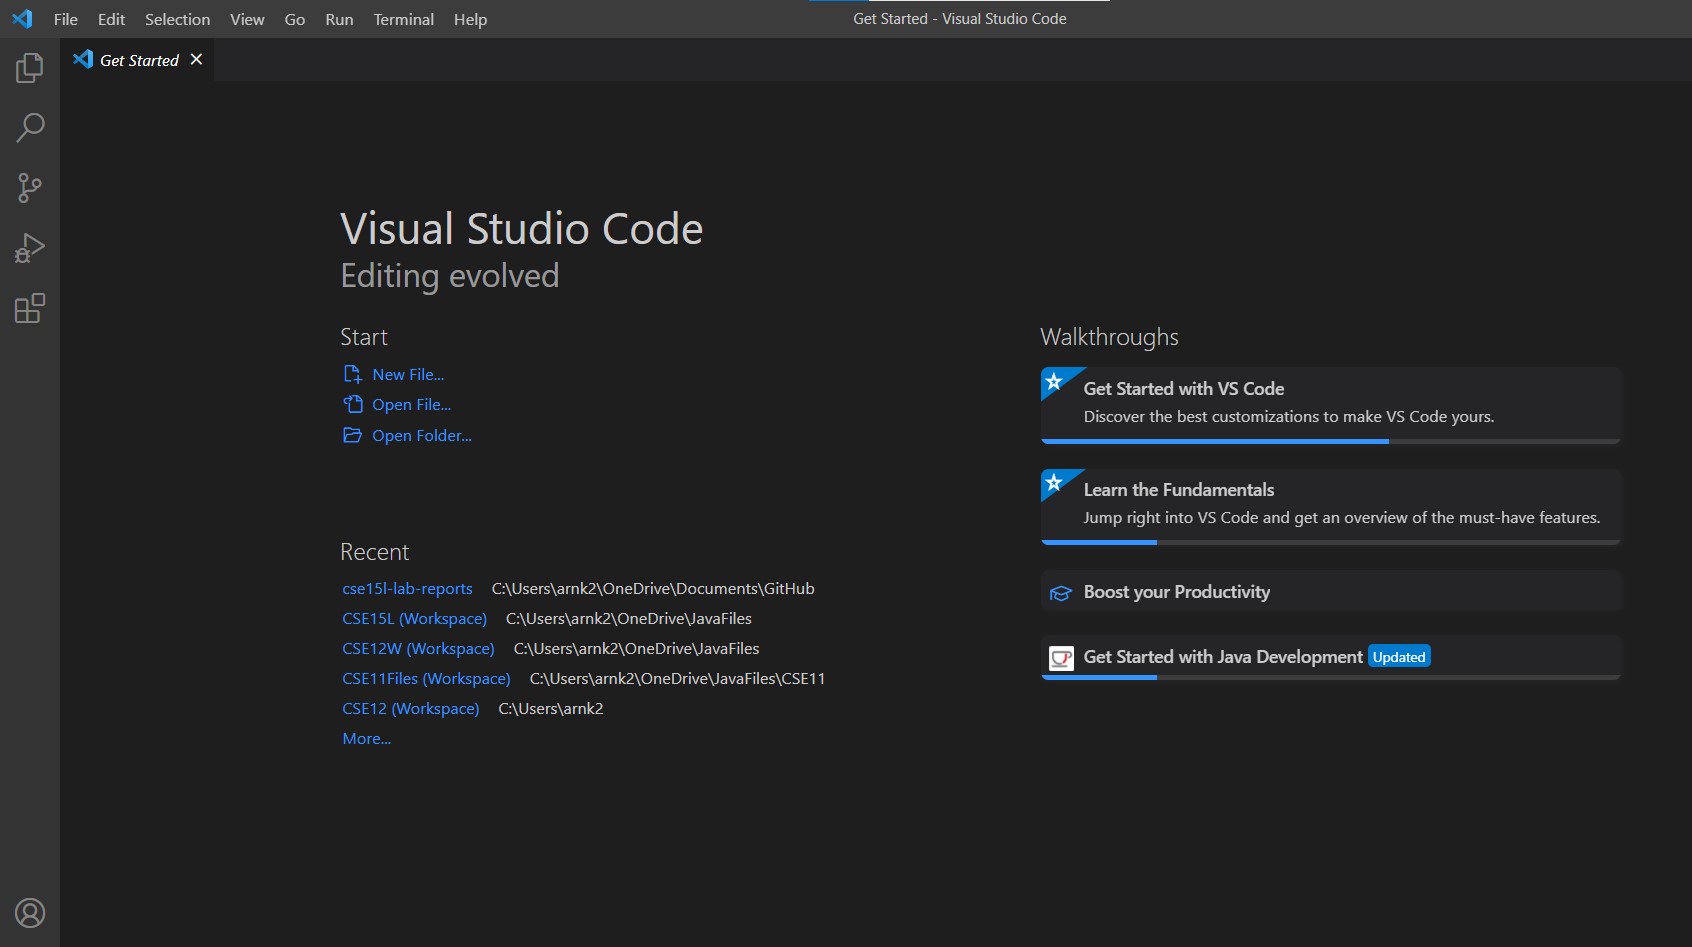 File Edit Selection View Go Run Terminal Help Get Started - Visual Studio Code
Get Started
Visual Studio Code
Editing evolved
Start
New File...
Open File...
Open Folder...
Recent
cse15l-lab-reports C:\Users\arnk2\OneDrive\Documents\GitHub
CSE15L (Workspace) C:\Users\arnk2\OneDrive\JavaFiles
CSE12W (Workspace) C:\Users\arnk2\OneDrive\JavaFiles
CSE11Files (Workspace) C:\Users\arnk2\OneDrive\JavaFiles\CSE11
CSE12 (Workspace) C:\Users\arnk2
More...
Walkthroughs
Get Started with VS Code
Discover the best customizations to make VS Code yours.
Learn the Fundamentals
Jump right into VS Code and get an overview of the must-have features.
Boost your Productivity
Get Started with Java Development Updated